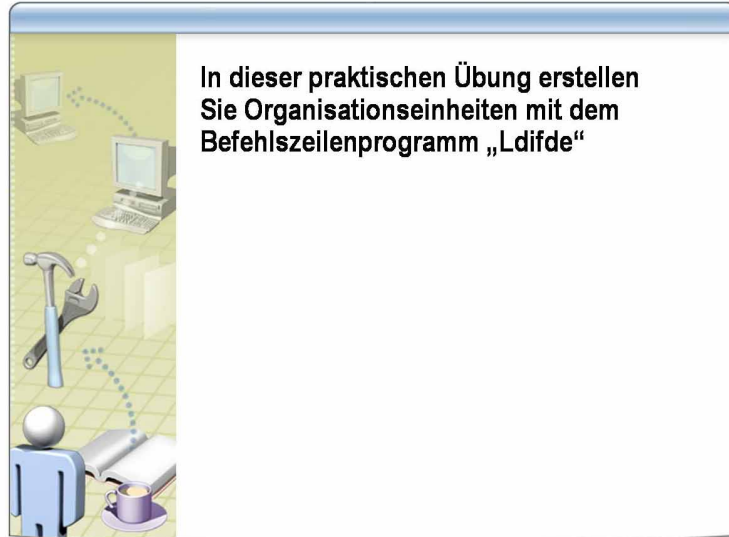 In dieser praktischen Übung erstellen
Sie Organisationseinheiten mit dem
Befehlszeilenprogramm „Ldifde“